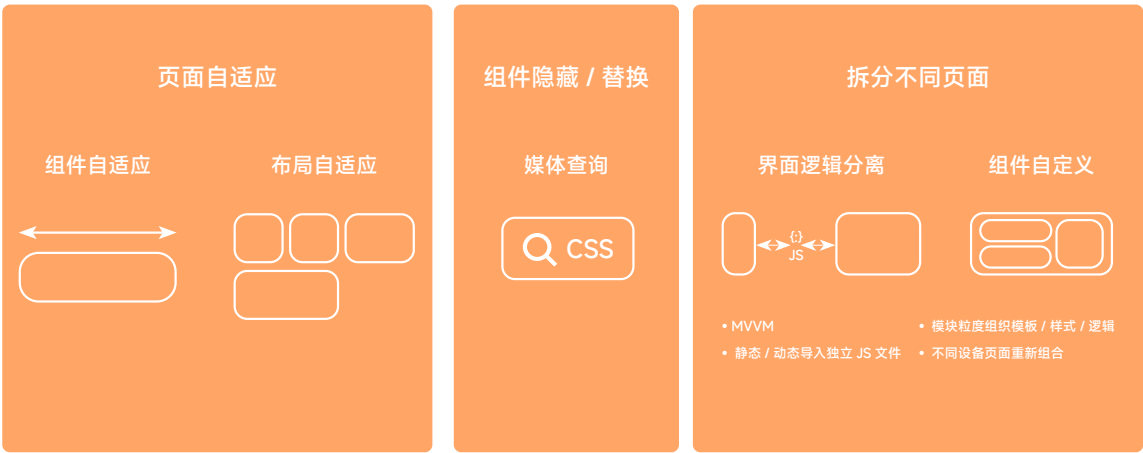 页面自适应
组件自适应
布局自适应
组件隐藏 / 替换
媒体查询
CSS
拆分不同页面
界面逻辑分离
{:}
JS
• MVVM
• 静态 / 动态导入独立 JS 文件
组件自定义
• 模块粒度组织模板 / 样式 / 逻辑
• 不同设备页面重新组合